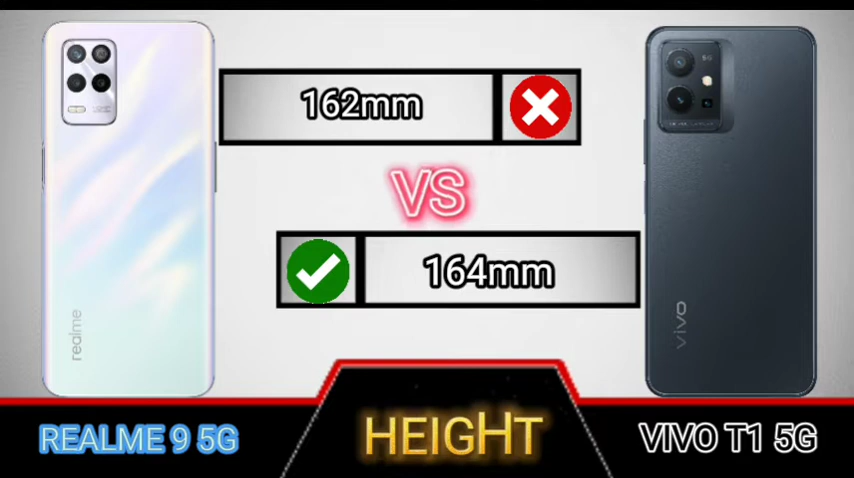 162mm
VS
164mm
realme
vivo
5G
REALME 9 5G
HEIGHT
VIVO T1 5G